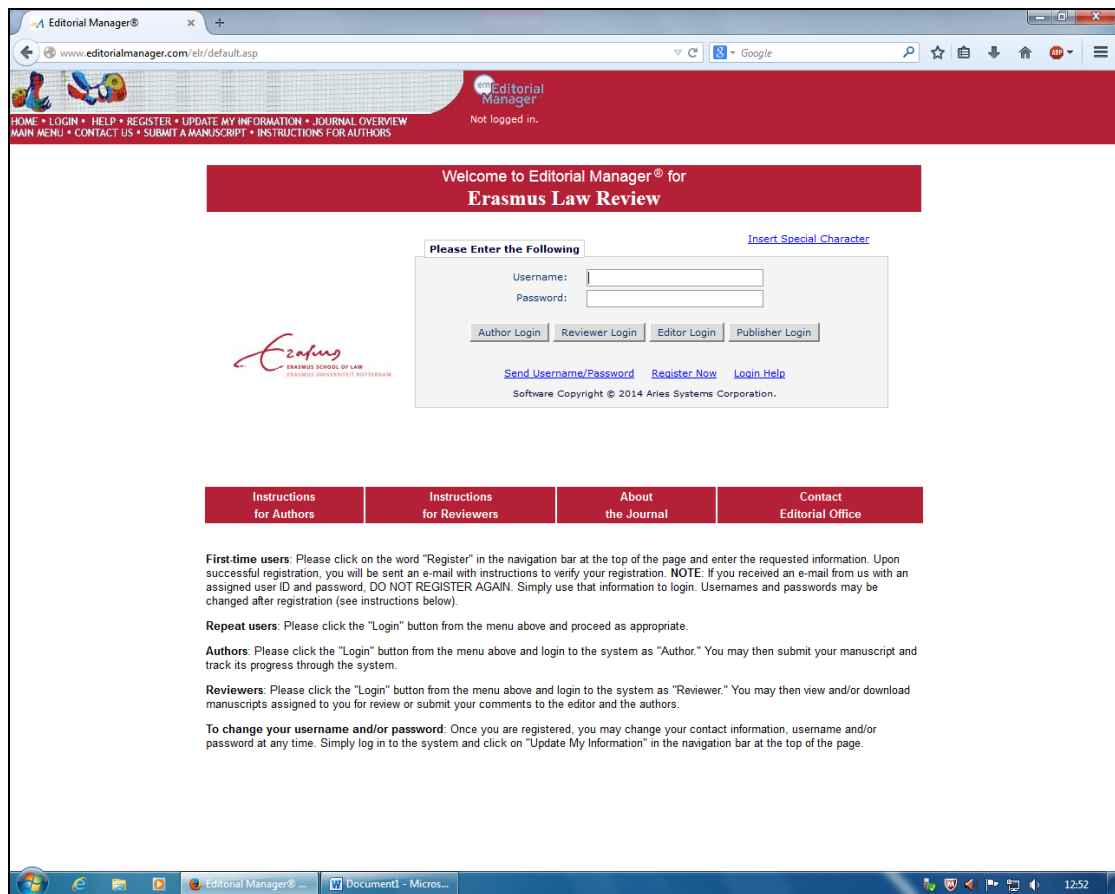 Editorial Manager®
www.editorialmanager.com/elr/default.asp
Google
ABP
em Editorial
Manager
HOME • LOGIN • HELP • REGISTER • UPDATE MY INFORMATION • JOURNAL OVERVIEW
Not logged in.
MAIN MENU • CONTACT US • SUBMIT A MANUSCRIPT • INSTRUCTIONS FOR AUTHORS
Welcome to Editorial Manager® for
Erasmus Law Review
Insert Special Character
Please Enter the Following
Username:
Password:
Author Login Reviewer Login Editor Login Publisher Login
Erasmus
ERASMUS SCHOOL OF LAW
ERASMUS UNIVERSITEIT ROTTERDAM
Send Username/Password Register Now Login Help
Software Copyright © 2014 Aries Systems Corporation.
Instructions for Authors
Instructions for Reviewers
About the Journal
Contact Editorial Office
First-time users: Please click on the word "Register" in the navigation bar at the top of the page and enter the requested information. Upon
successful registration, you will be sent an e-mail with instructions to verify your registration. NOTE: If you received an e-mail from us with an
assigned user ID and password, DO NOT REGISTER AGAIN. Simply use that information to login. Usernames and passwords may be
changed after registration (see instructions below).
Repeat users: Please click the "Login" button from the menu above and proceed as appropriate.
Authors: Please click the "Login" button from the menu above and login to the system as "Author." You may then submit your manuscript and
track its progress through the system.
Reviewers: Please click the "Login" button from the menu above and login to the system as "Reviewer." You may then view and/or download
manuscripts assigned to you for review or submit your comments to the editor and the authors.
To change your username and/or password: Once you are registered, you may change your contact information, username and/or
password at any time. Simply log in to the system and click on "Update My Information" in the navigation bar at the top of the page.
Editorial Manager® ... Document1 - Micros... 12:52